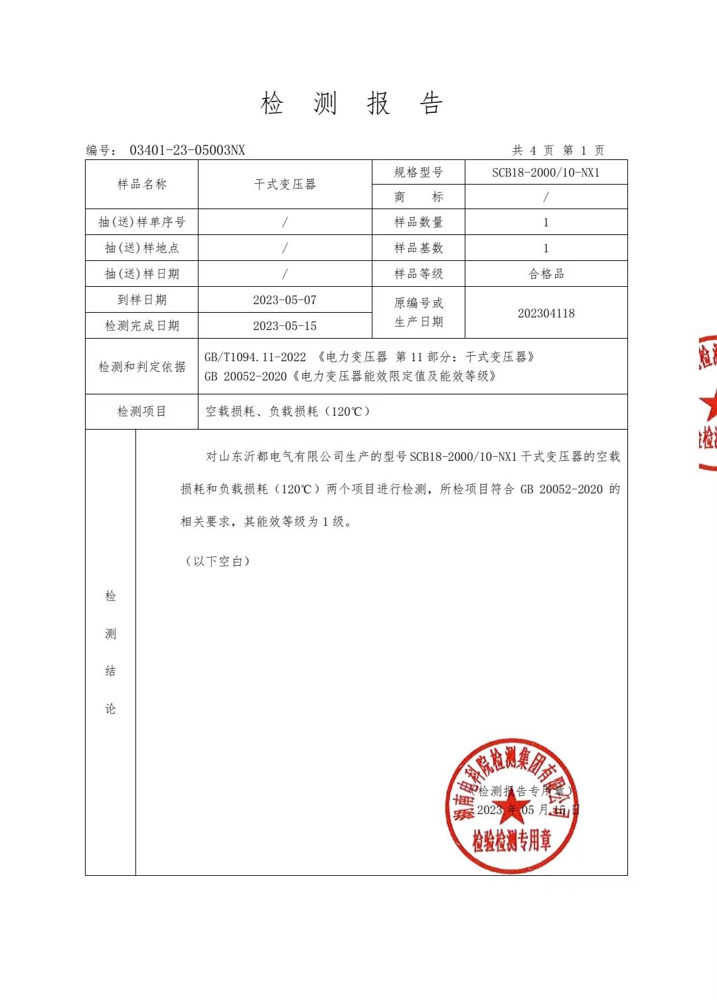 检 测 报 告
编号： 03401-23-05003NX 共 4 页 第 1 页
样品名称 干式变压器 规格型号 SCB18-2000/10-NX1
商 标 /
抽(送)样单序号 / 样品数量 1
抽(送)样地点 / 样品基数 1
抽(送)样日期 / 样品等级 合格品
到样日期 2023-05-07 原编号或
生产日期 202304118
检测完成日期 2023-05-15
检测和判定依据 GB/T1094.11-2022 《电力变压器 第 11 部分：干式变压器》
GB 20052-2020《电力变压器能效限定值及能效等级》
检测项目 空载损耗、负载损耗（120℃）
检测结论
对山东沂都电气有限公司生产的型号 SCB18-2000/10-NX1 干式变压器的空载
损耗和负载损耗（120℃）两个项目进行检测，所检项目符合 GB 20052-2020 的
相关要求，其能效等级为 1 级。
（以下空白）
湖南电科院检测集团有限公司
（检测报告专用章）
2023 年 05 月 15 日
检验检测专用章